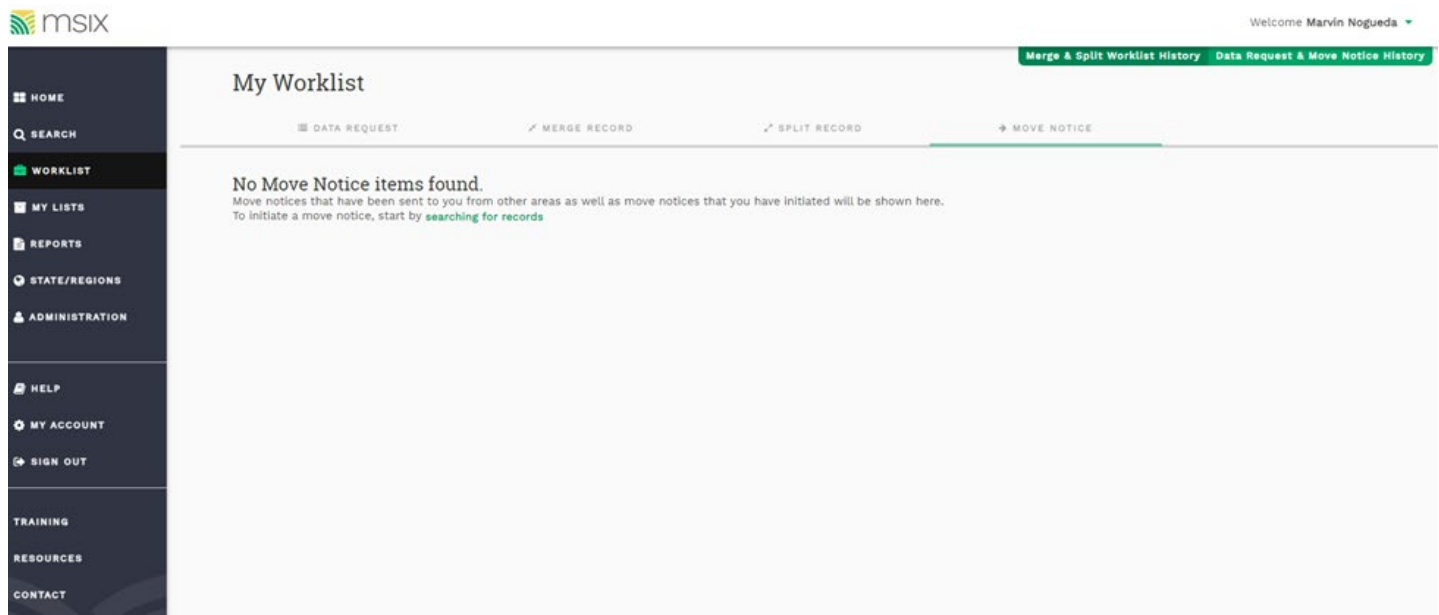 msix
Welcome Marvin Nogueda
Merge & Split Worklist History Data Request & Move Notice History
My Worklist
DATA REQUEST MERGE RECORD SPLIT RECORD MOVE NOTICE
No Move Notice items found.
Move notices that have been sent to you from other areas as well as move notices that you have initiated will be shown here.
To initiate a move notice, start by searching for records
HOME
SEARCH
WORKLIST
MY LISTS
REPORTS
STATE/REGIONS
ADMINISTRATION
HELP
MY ACCOUNT
SIGN OUT
TRAINING
RESOURCES
CONTACT